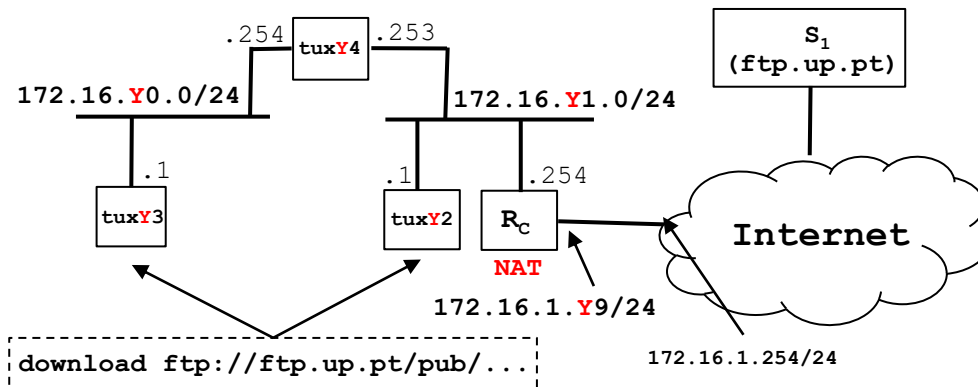 .254
tuxY4
.253
S1
(ftp.up.pt)
172.16.Y0.0/24
172.16.Y1.0/24
.1
.1
.254
tuxY3
tuxY2
RC
Internet
NAT
172.16.1.Y9/24
172.16.1.254/24
download ftp://ftp.up.pt/pub/...